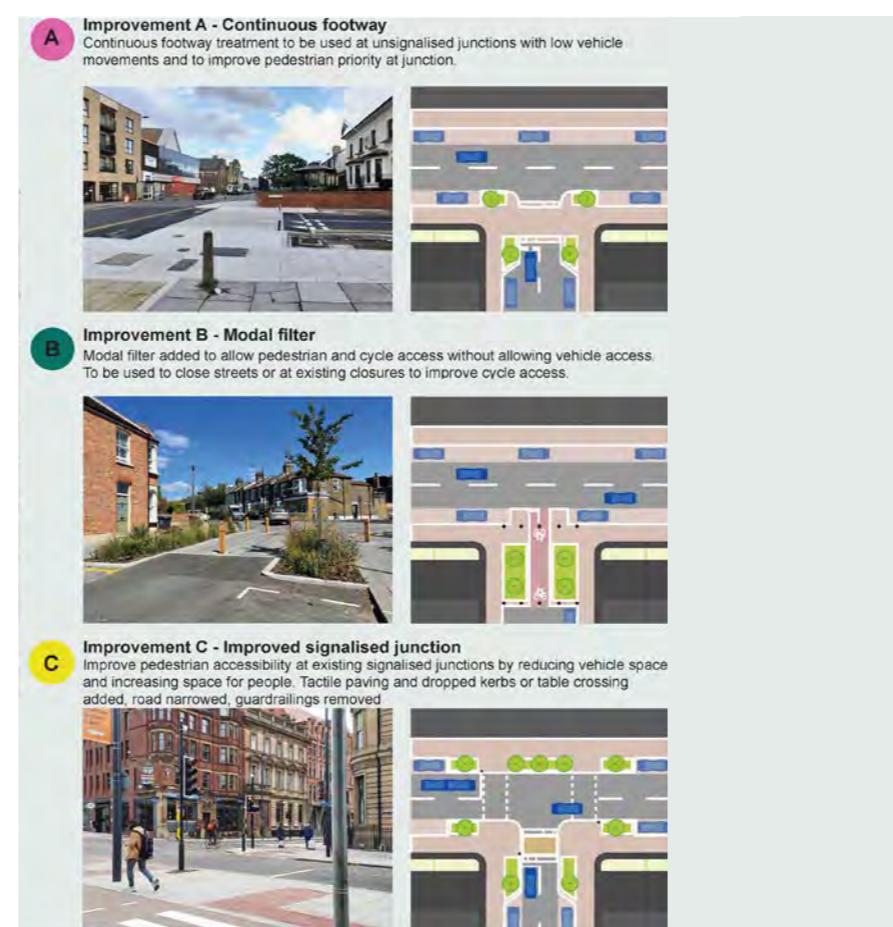 A
Improvement A - Continuous footway
Continuous footway treatment to be used at unsignalised junctions with low vehicle
movements and to improve pedestrian priority at junction.
B
Improvement B - Modal filter
Modal filter added to allow pedestrian and cycle access without allowing vehicle access.
To be used to close streets or at existing closures to improve cycle access.
C
Improvement C - Improved signalised junction
Improve pedestrian accessibility at existing signalised junctions by reducing vehicle space
and increasing space for people. Tactile paving and dropped kerbs or table crossing
added, road narrowed, guardrailings removed